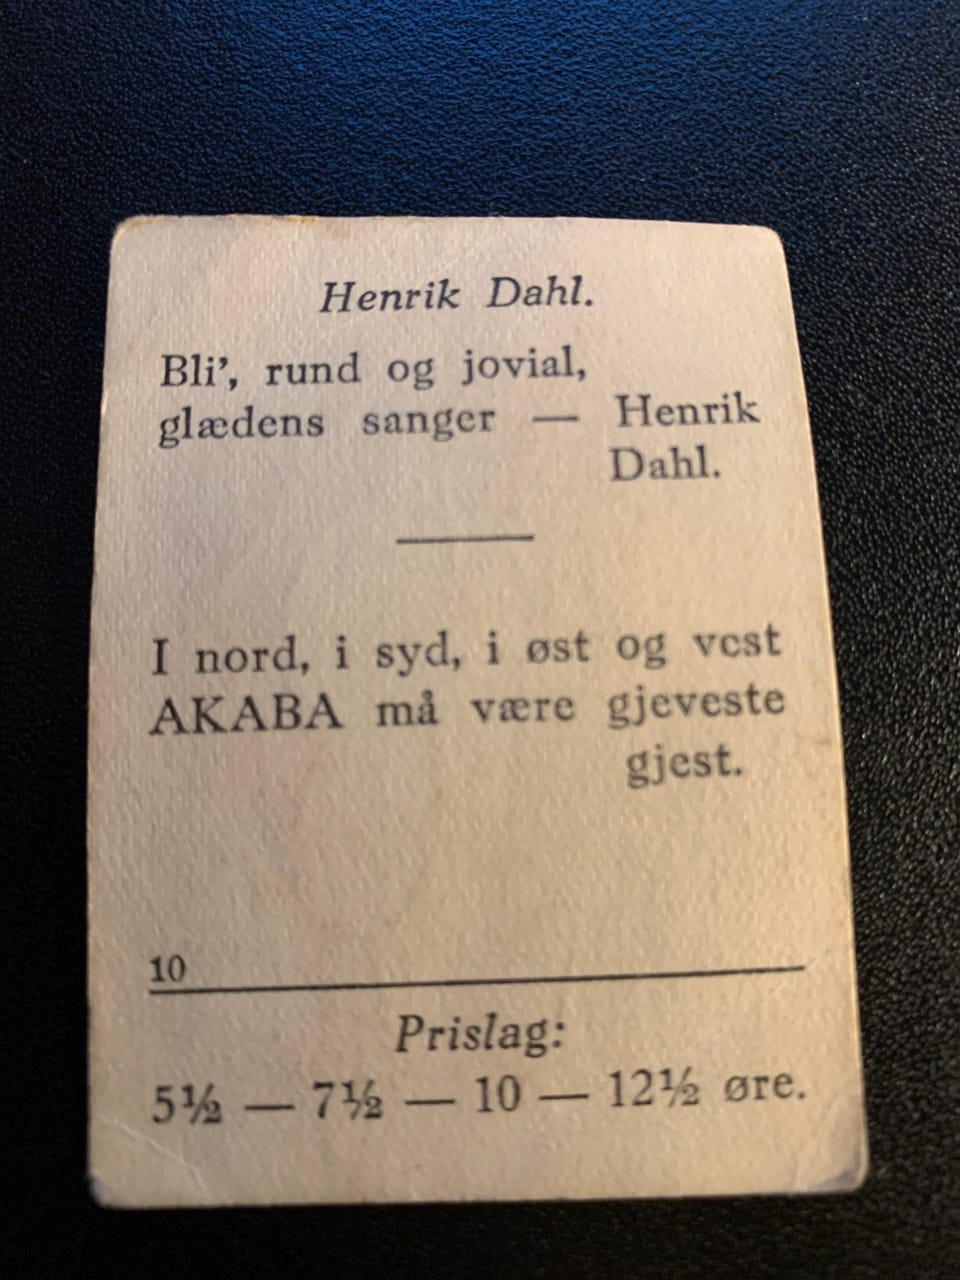 Henrik Dahl.
Bli', rund og jovial,
glædens sanger — Henrik
Dahl.
I nord, i syd, i øst og vest
AKABA må være gjeveste
gjest.
10
Prislag:
5½ — 7½ — 10 — 12½ øre.